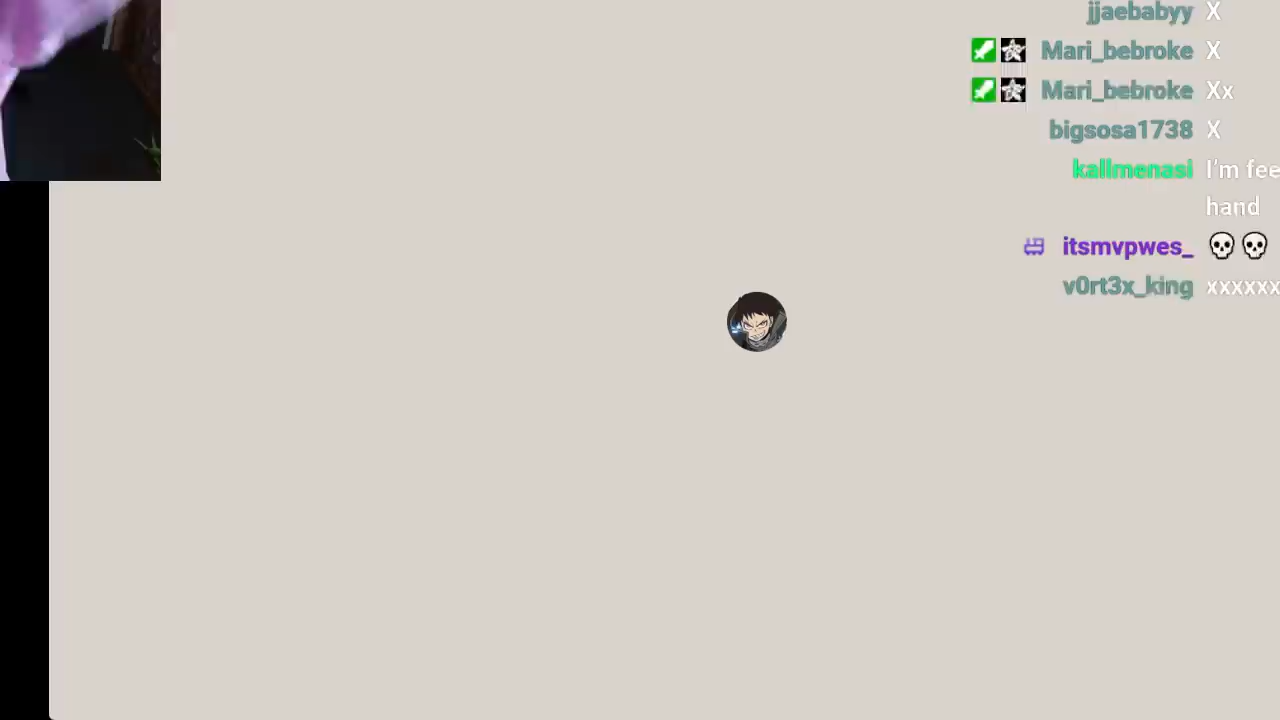 jjaebabyy X
Mari_bebroke X
Mari_bebroke Xx
bigsosa1738 X
kallmenasi I'm fee
hand
itsmvpwes_ 💀💀
v0rt3x_king xxxxxx